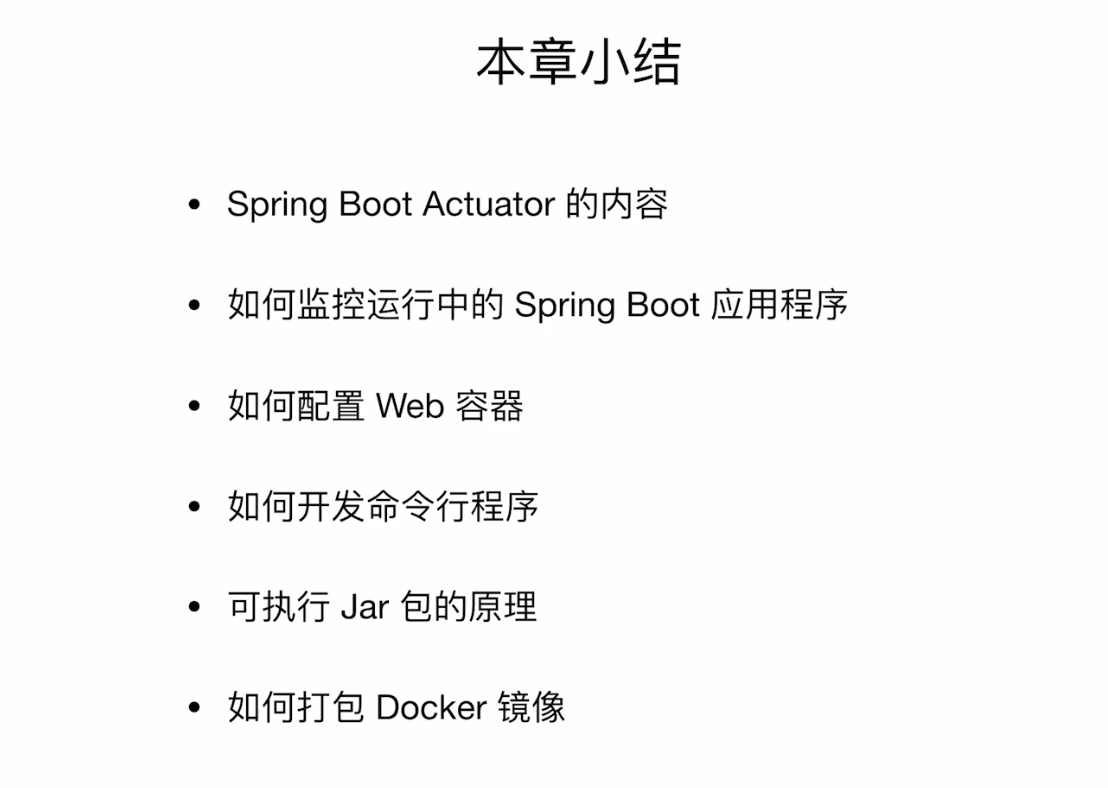 本章小结
• Spring Boot Actuator 的内容
• 如何监控运行中的 Spring Boot 应用程序
• 如何配置 Web 容器
• 如何开发命令行程序
• 可执行 Jar 包的原理
• 如何打包 Docker 镜像